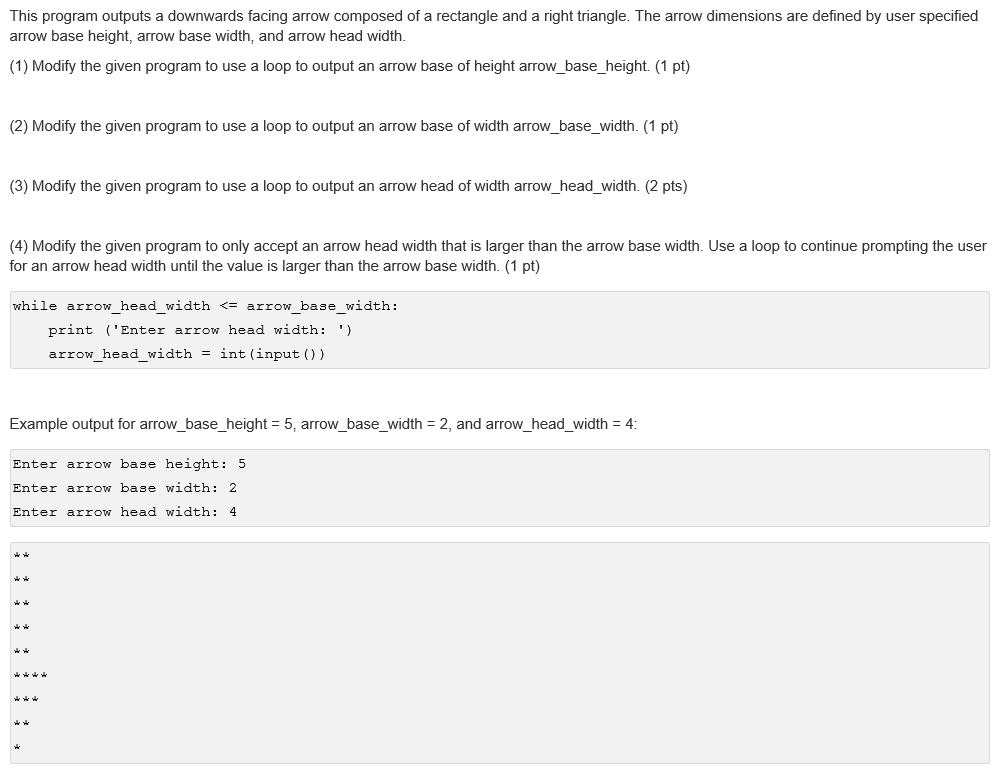 This program outputs a downwards facing arrow composed of a rectangle and a right triangle. The arrow dimensions are defined by user specified
arrow base height, arrow base width, and arrow head width.
(1) Modify the given program to use a loop to output an arrow base of height arrow_base_height. (1 pt)
(2) Modify the given program to use a loop to output an arrow base of width arrow_base_width. (1 pt)
(3) Modify the given program to use a loop to output an arrow head of width arrow_head_width. (2 pts)
(4) Modify the given program to only accept an arrow head width that is larger than the arrow base width. Use a loop to continue prompting the user
for an arrow head width until the value is larger than the arrow base width. (1 pt)
while arrow_head_width <= arrow_base_width:
    print ('Enter arrow head width: ')
    arrow_head_width = int(input())
Example output for arrow_base_height = 5, arrow_base_width = 2, and arrow_head_width = 4:
Enter arrow base height: 5
Enter arrow base width: 2
Enter arrow head width: 4
**
**
**
**
**
****
***
**
*